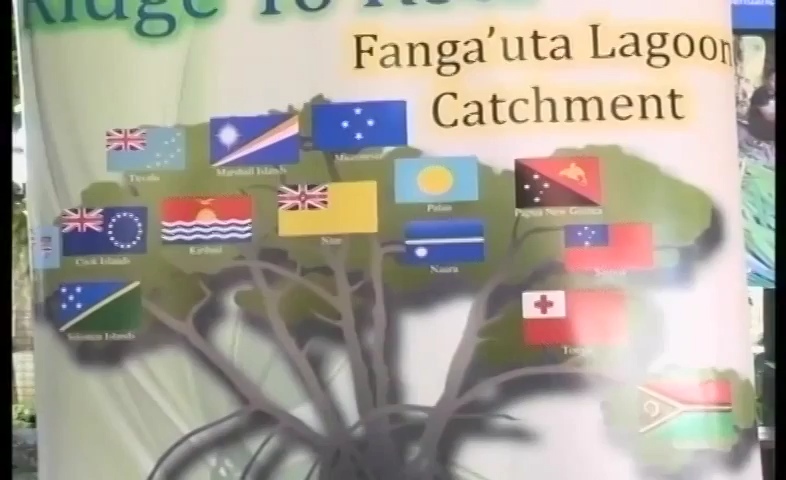 Ridge To Reef
Fanga'uta Lagoon
Catchment
Tuvalu
Marshall Islands
Micronesia
Palau
Papua New Guinea
Cook Islands
Kiribati
Niue
Nauru
Samoa
Solomon Islands
Tonga